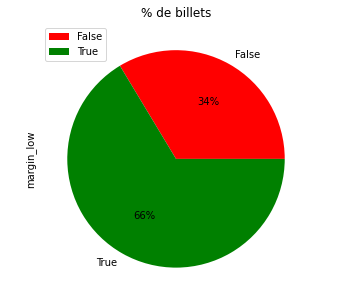 % de billets
False
True
False
34%
margin_low
66%
True